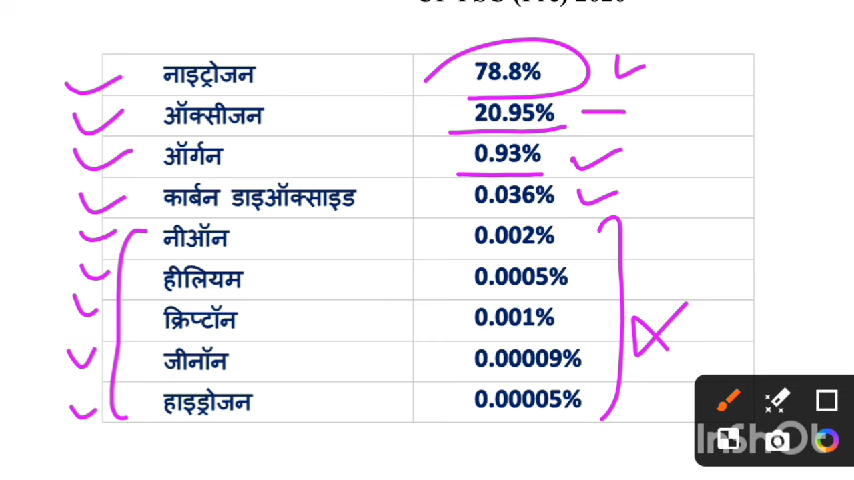 नाइट्रोजन 78.8%
ऑक्सीजन 20.95%
ऑर्गन 0.93%
कार्बन डाइऑक्साइड 0.036%
नीऑन 0.002%
हीलियम 0.0005%
क्रिप्टॉन 0.001%
जीनॉन 0.00009%
हाइड्रोजन 0.00005%
InShOt